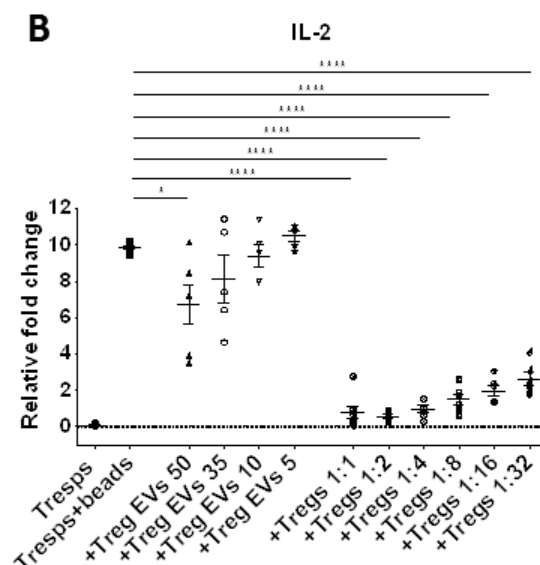 B
IL-2
****
****
****
****
****
****
*
Relative fold change
12
10
8
6
4
2
0
Tresps
Tresps+beads
+Treg EVs 50
+Treg EVs 35
+Treg EVs 10
+Treg EVs 5
+Tregs 1:1
+Tregs 1:2
+Tregs 1:4
+Tregs 1:8
+Tregs 1:16
+Tregs 1:32